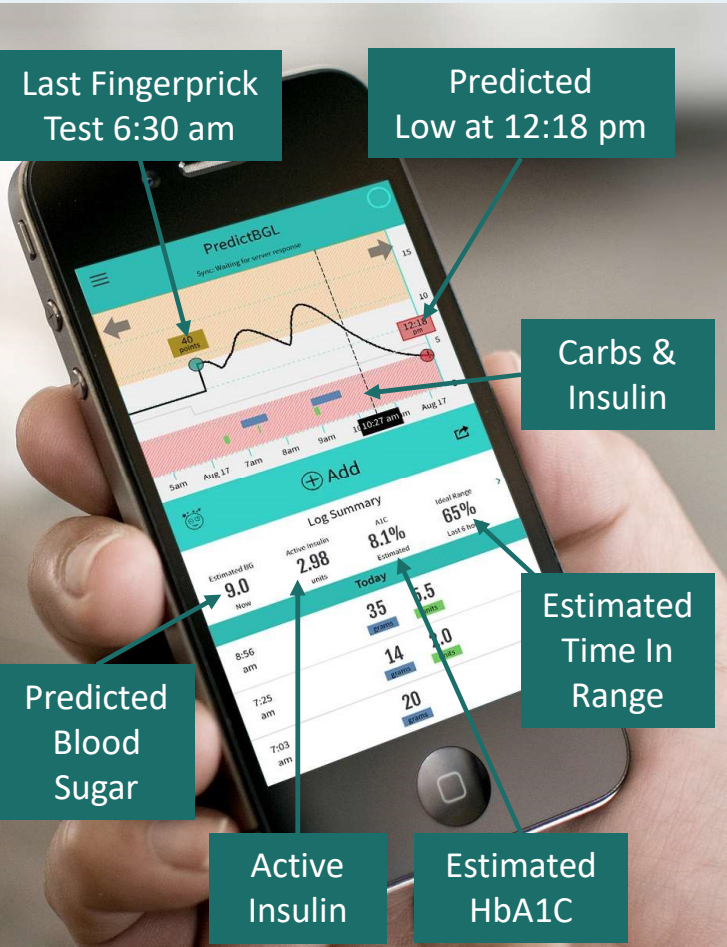 Last Fingerprick
Test 6:30 am
Predicted
Low at 12:18 pm
PredictBGL
Sync: Waiting for server response
15
10
40
points
12:18
pm
5
Carbs &
Insulin
5am
Aug 17
7am
8am
9am
10:27 am
Aug 17
Add
Log Summary
Estimated BG
9.0
Now
Active Insulin
2.98
units
A1C
8.1%
Estimated
Ideal Range
65%
Last 6
Today
8:56
am
35
grams
5.5
units
7:25
am
14
grams
units
7:03
am
20
grams
Estimated
Time In
Range
Predicted
Blood
Sugar
Active
Insulin
Estimated
HbA1C